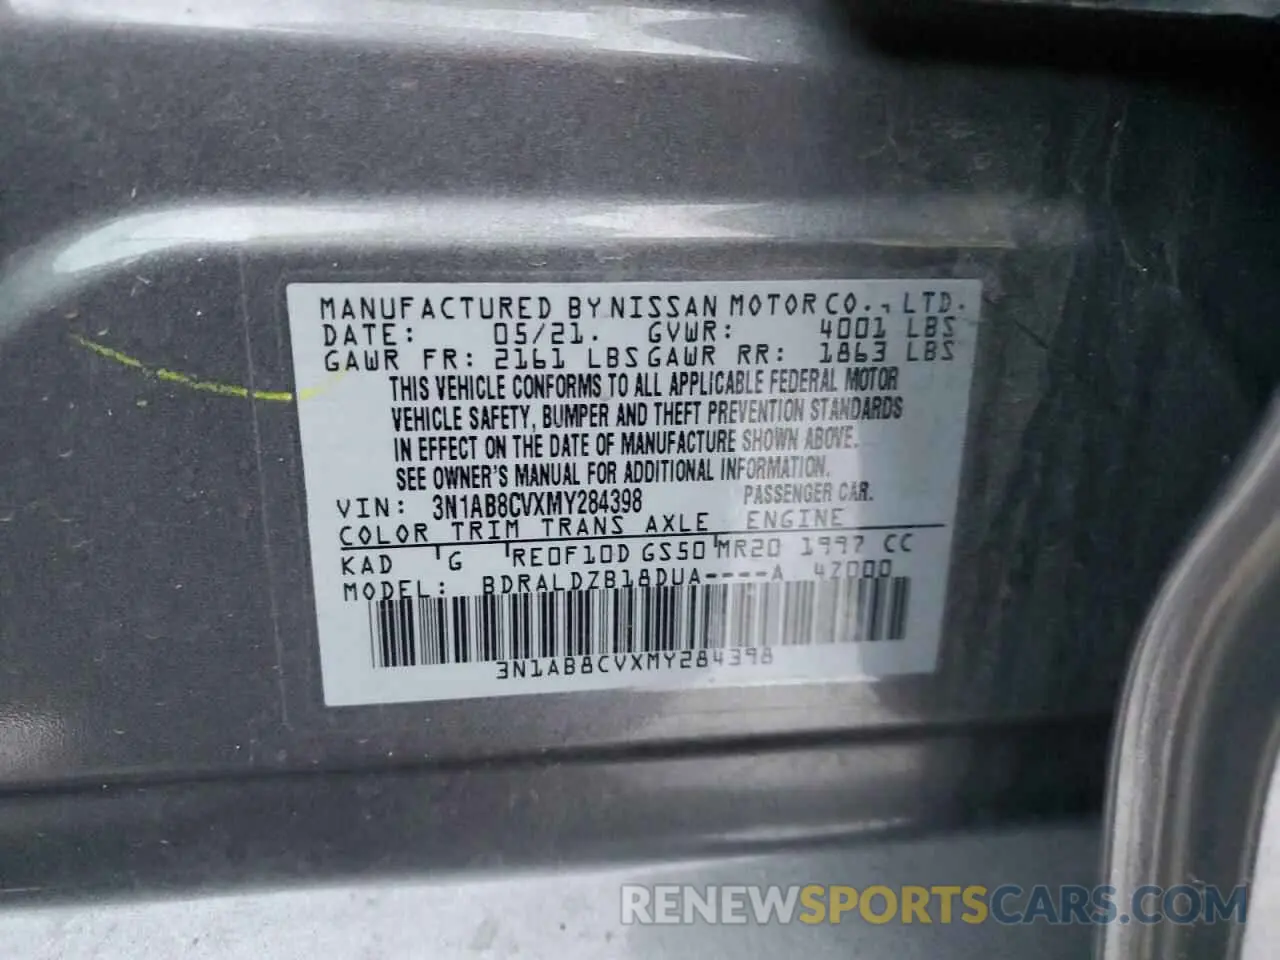 MANUFACTURED BY NISSAN MOTOR CO., LTD.
DATE: 05/21. GVWR: 4001 LBS
GAWR FR: 2161 LBS GAWR RR: 1863 LBS
THIS VEHICLE CONFORMS TO ALL APPLICABLE FEDERAL MOTOR
VEHICLE SAFETY, BUMPER AND THEFT PREVENTION STANDARDS
IN EFFECT ON THE DATE OF MANUFACTURE SHOWN ABOVE.
SEE OWNER'S MANUAL FOR ADDITIONAL INFORMATION.
VIN: 3N1AB8CVXMY284398 PASSENGER CAR.
COLOR TRIM TRANS AXLE ENGINE
KAD G RE0F10D GS50 MR20 1997 CC
MODEL: BDRALDZB18DUA----A 47000
3N1AB8CVXMY284398
RENEWSPORTSCARS.COM